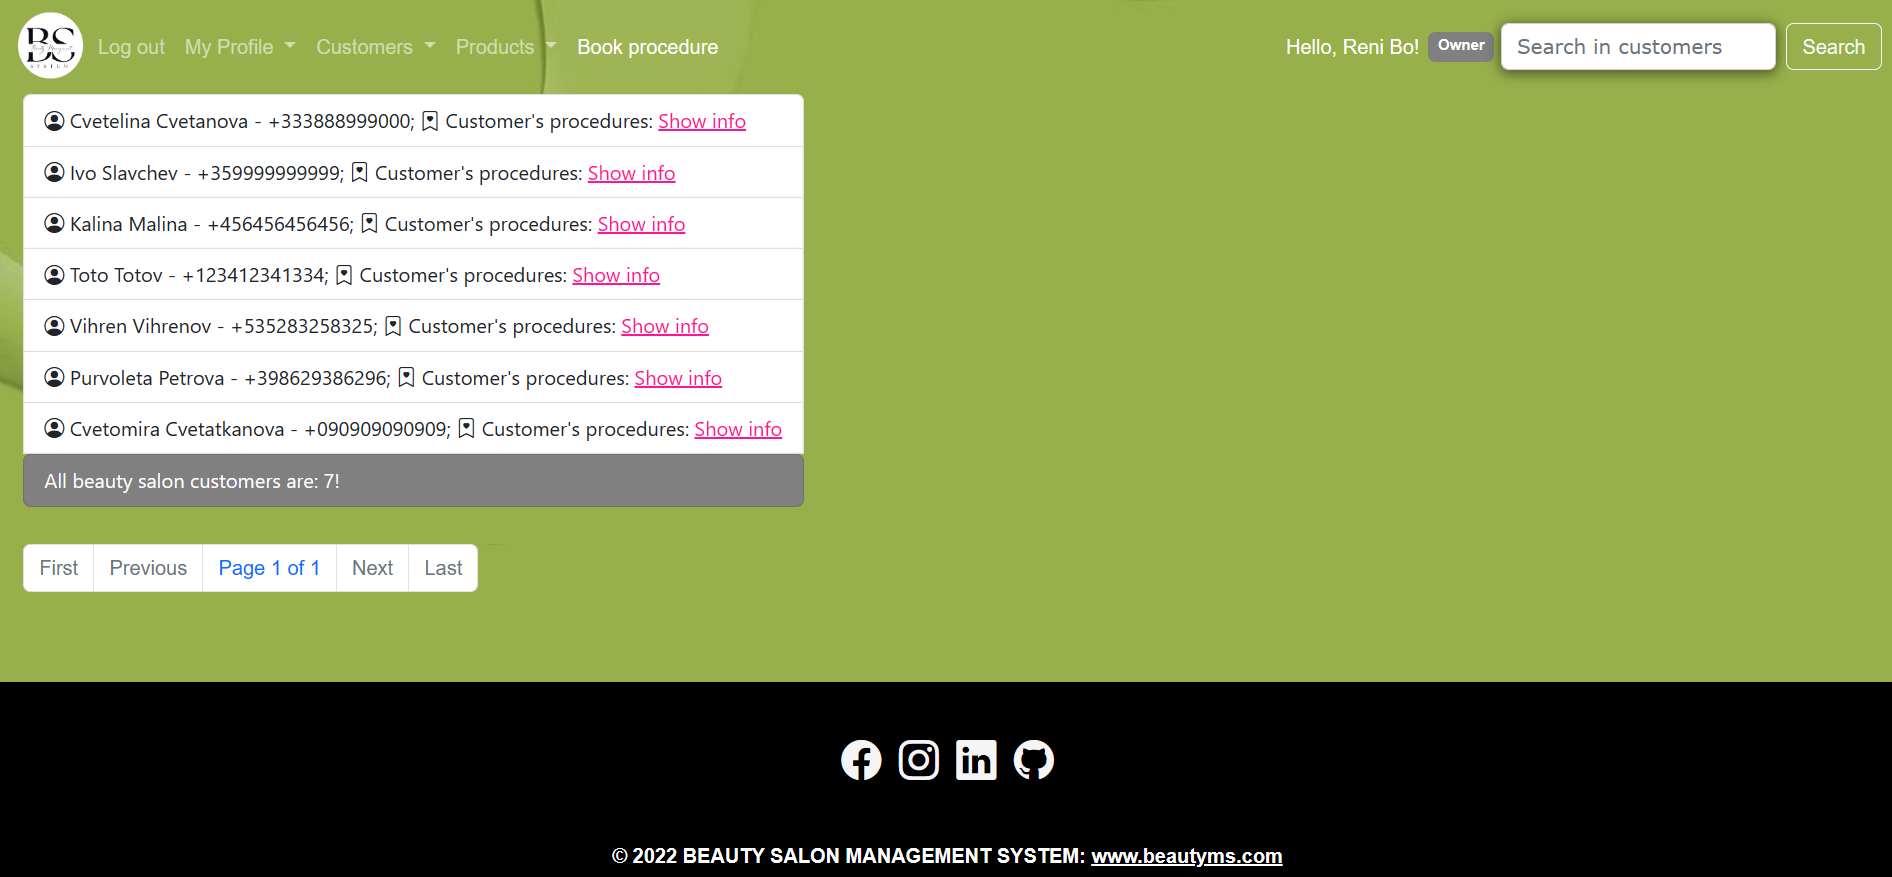 BS
SYSTEM
Log out My Profile Customers Products Book procedure Hello, Reni Bo! Owner Search in customers Search
Cvetelina Cvetanova - +333888999000; Customer's procedures: Show info
Ivo Slavchev - +359999999999; Customer's procedures: Show info
Kalina Malina - +456456456456; Customer's procedures: Show info
Toto Totov - +123412341334; Customer's procedures: Show info
Vihren Vihrenov - +535283258325; Customer's procedures: Show info
Purvoleta Petrova - +398629386296; Customer's procedures: Show info
Cvetomira Cvetatkanova - +090909090909; Customer's procedures: Show info
All beauty salon customers are: 7!
First Previous Page 1 of 1 Next Last
© 2022 BEAUTY SALON MANAGEMENT SYSTEM: www.beautyms.com